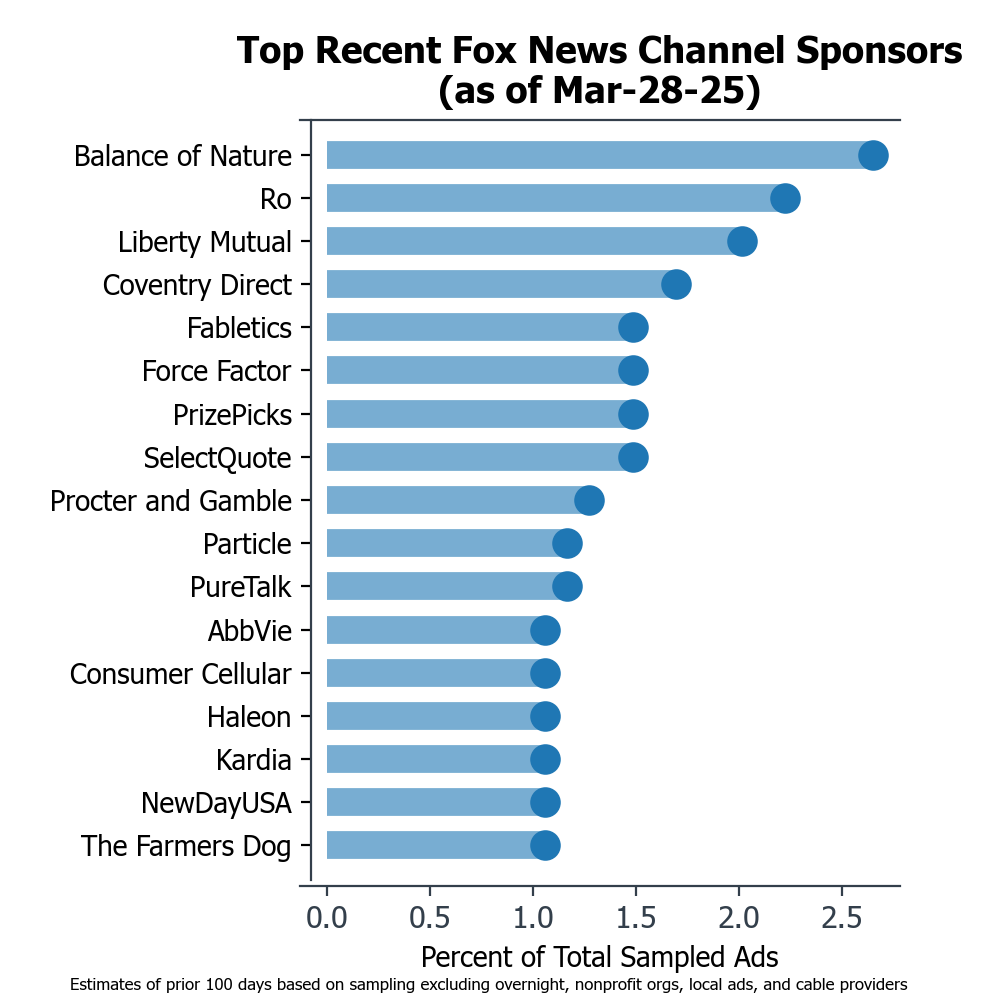 Top Recent Fox News Channel Sponsors
(as of Mar-28-25)
Balance of Nature
Ro
Liberty Mutual
Coventry Direct
Fabletics
Force Factor
PrizePicks
SelectQuote
Procter and Gamble
Particle
PureTalk
AbbVie
Consumer Cellular
Haleon
Kardia
NewDayUSA
The Farmers Dog
0.0 0.5 1.0 1.5 2.0 2.5
Percent of Total Sampled Ads
Estimates of prior 100 days based on sampling excluding overnight, nonprofit orgs, local ads, and cable providers